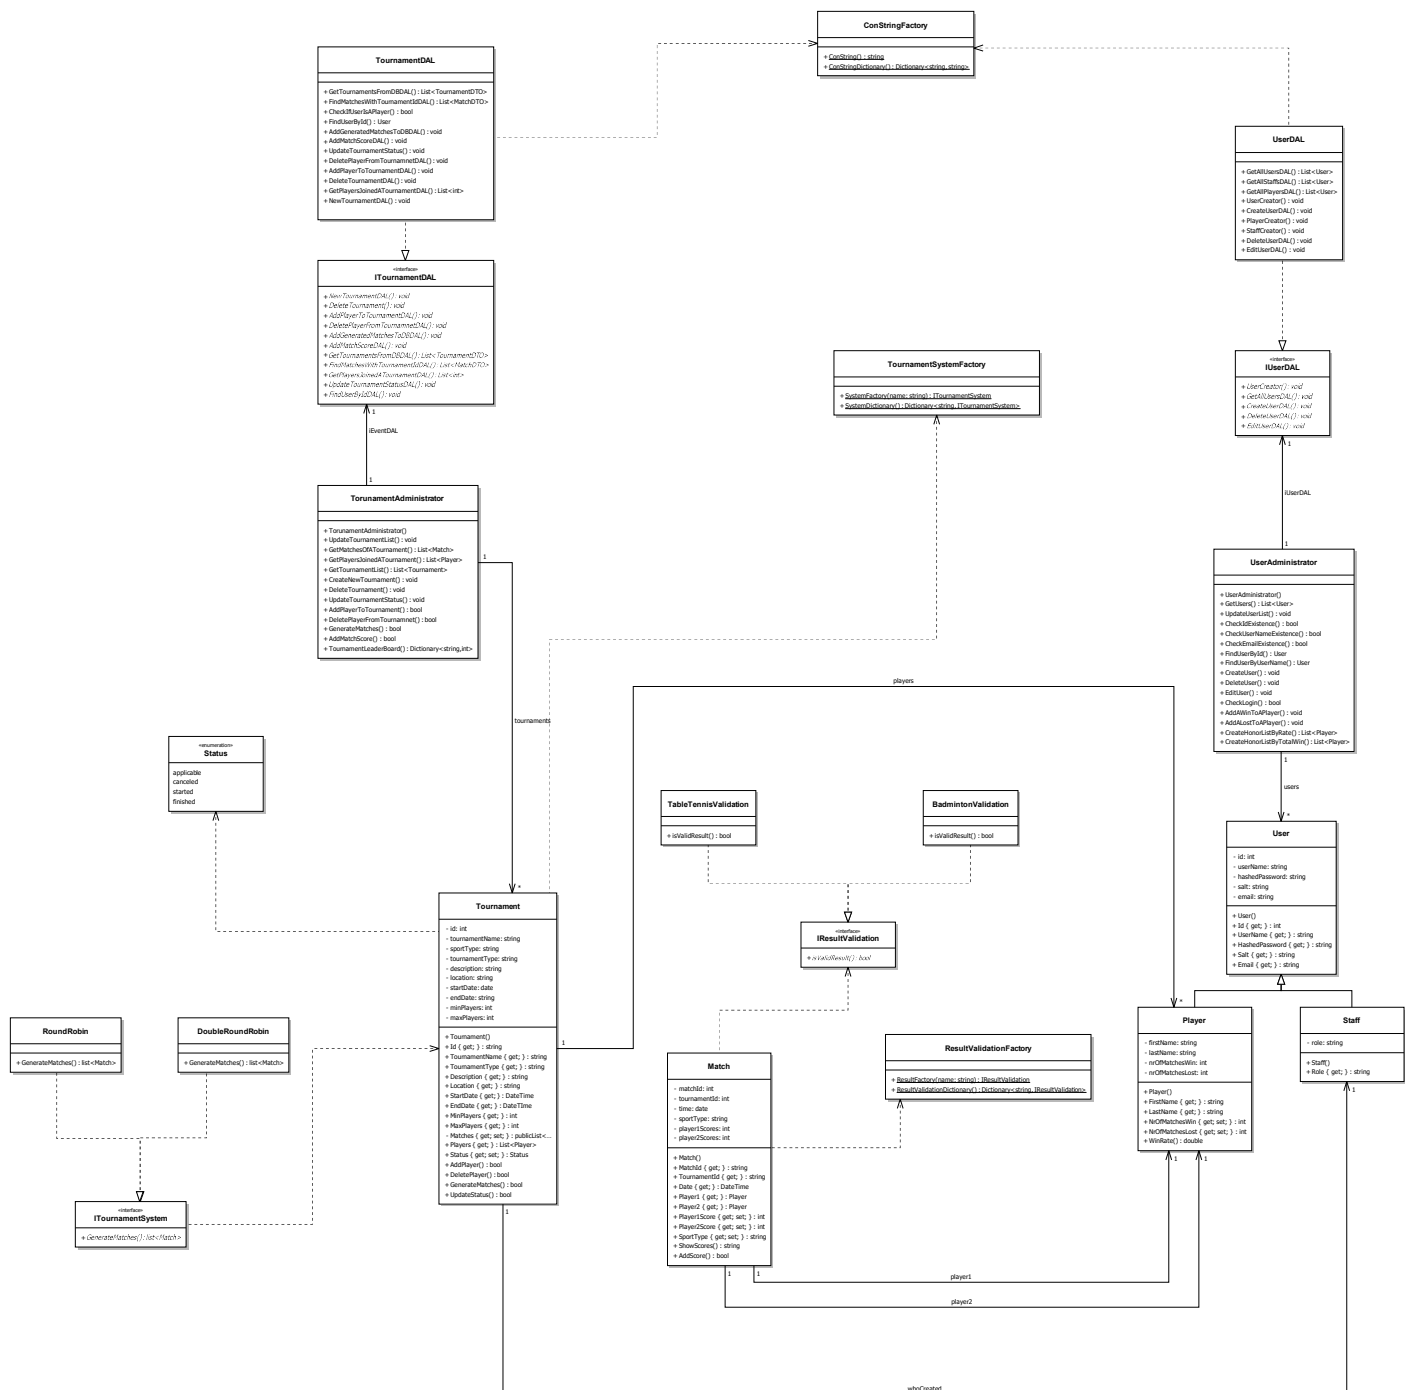 ConStringFactory
+ ConString() : string
+ ConStringDictionary() : Dictionary<string,string>
TournamentDAL
+ GetTournamentsFromDBDAL() : List<TournamentDTO>
+ FindMatchesWithTournamentIdDAL() : List<MatchDTO>
+ CheckIfUserIsAPlayer() : bool
+ FindUserById() : User
+ AddGeneratedMatchesToDBDAL() : void
+ AddMatchScoreDAL() : void
+ UpdateTournamentStatus() : void
+ DeletePlayerFromTournamnetDAL() : void
+ AddPlayerToTournamentDAL() : void
+ DeleteTournamentDAL() : void
+ GetPlayersJoinedATournamentDAL() : List<int>
+ NewTournamentDAL() : void
UserDAL
+ GetAllUsersDAL() : List<User>
+ GetAllStaffsDAL() : List<User>
+ GetAllPlayersDAL() : List<User>
+ UserCreator() : void
+ CreateUserDAL() : void
+ PlayerCreator() : void
+ StaffCreator() : void
+ DeleteUserDAL() : void
+ EditUserDAL() : void
«interface»
ITournamentDAL
+ NewTournamentDAL() : void
+ DeleteTournament() : void
+ AddPlayerToTournamentDAL() : void
+ DeletePlayerFromTournamnetDAL() : void
+ AddGeneratedMatchesToDBDAL() : void
+ AddMatchScoreDAL() : void
+ GetTournamentsFromDBDAL() : List<TournamentDTO>
+ FindMatchesWithTournamentIdDAL() : List<MatchDTO>
+ GetPlayersJoinedATournamentDAL() : List<int>
+ UpdateTournamentStatusDAL() : void
+ FindUserByIdDAL() : void
1
iEventDAL
1
TournamentSystemFactory
+ SystemFactory(name: string) : ITournamentSystem
+ SystemDictionary() : Dictionary<string, ITournamentSystem>
«interface»
IUserDAL
+ UserCreator() : void
+ GetAllUsersDAL() : void
+ CreateUserDAL() : void
+ DeleteUserDAL() : void
+ EditUserDAL() : void
1
iUserDAL
1
TorunamentAdministrator
+ TorunamentAdministrator()
+ UpdateTournamentList() : void
+ GetMatchesOfATournament() : List<Match>
+ GetPlayersJoinedATournament() : List<Player>
+ GetTournamentList() : List<Tournament>
+ CreateNewTournament() : void
+ DeleteTournament() : void
+ UpdateTournamentStatus() : void
+ AddPlayerToTournament() : bool
+ DeletePlayerFromTournamnet() : bool
+ GenerateMatches() : bool
+ AddMatchScore() : bool
+ TournamentLeaderBoard() : Dictionary<string,int>
1
tournaments
*
UserAdministrator
+ UserAdministrator()
+ GetUsers() : List<User>
+ UpdateUserList() : void
+ CheckIdExistence() : bool
+ CheckUserNameExistence() : bool
+ CheckEmailExistence() : bool
+ FindUserById() : User
+ FindUserByUserName() : User
+ CreateUser() : void
+ DeleteUser() : void
+ EditUser() : void
+ CheckLogin() : bool
+ AddAWinToAPlayer() : void
+ AddALostToAPlayer() : void
+ CreateHonorListByRate() : List<Player>
+ CreateHonorListByTotalWin() : List<Player>
1
users
*
players
«enumeration»
Status
applicable
canceled
started
finished
TableTennisValidation
+ isValidResult() : bool
BadmintonValidation
+ isValidResult() : bool
User
- id: int
- userName: string
- hashedPassword: string
- salt: string
- email: string
+ User()
+ Id { get; } : int
+ UserName { get; } : string
+ HashedPassword { get; } : string
+ Salt { get; } : string
+ Email { get; } : string
Tournament
- id: int
- tournamentName: string
- sportType: string
- tournamentType: string
- description: string
- location: string
- startDate: date
- endDate: string
- minPlayers: int
- maxPlayers: int
+ Tournament()
+ Id { get; } : string
+ TournamentName { get; } : string
+ TournamentType { get; } : string
+ Description { get; } : string
+ Location { get; } : string
+ StartDate { get; } : DateTime
+ EndDate { get; } : DateTIme
+ MinPlayers { get; } : int
+ MaxPlayers { get; } : int
- Matches { get; set; } : publicList<...
+ Players { get; } : List<Player>
+ Status { get; set; } : Status
+ AddPlayer() : bool
+ DeletePlayer() : bool
+ GenerateMatches() : bool
+ UpdateStatus() : bool
1
1
«interface»
IResultValidation
+ isValidResult() : bool
RoundRobin
+ GenerateMatches() : list<Match>
DoubleRoundRobin
+ GenerateMatches() : list<Match>
«interface»
ITournamentSystem
+ GenerateMatches() : list<Match>
Match
- matchId: int
- tournamentId: int
- time: date
- sportType: string
- player1Scores: int
- player2Scores: int
+ Match()
+ MatchId { get; } : string
+ TournamentId { get; } : string
+ Date { get; } : DateTime
+ Player1 { get; } : Player
+ Player2 { get; } : Player
+ Player1Score { get; set; } : int
+ Player2Score { get; set; } : int
+ SportType { get; set; } : string
+ ShowScores() : string
+ AddScore() : bool
1
1
ResultValidationFactory
+ ResultFactory(name: string) : IResultValidation
+ ResultValidationDictionary() : Dictionary<string, IResultValidation>
*
Player
- firstName: string
- lastName: string
- nrOfMatchesWin: int
- nrOfMatchesLost: int
+ Player()
+ FirstName { get; } : string
+ LastName { get; } : string
+ NrOfMatchesWin { get; set; } : int
+ NrOfMatchesLost { get; set; } : int
+ WinRate() : double
1
1
Staff
- role: string
+ Staff()
+ Role { get; } : string
1
player1
player2
whoCreated